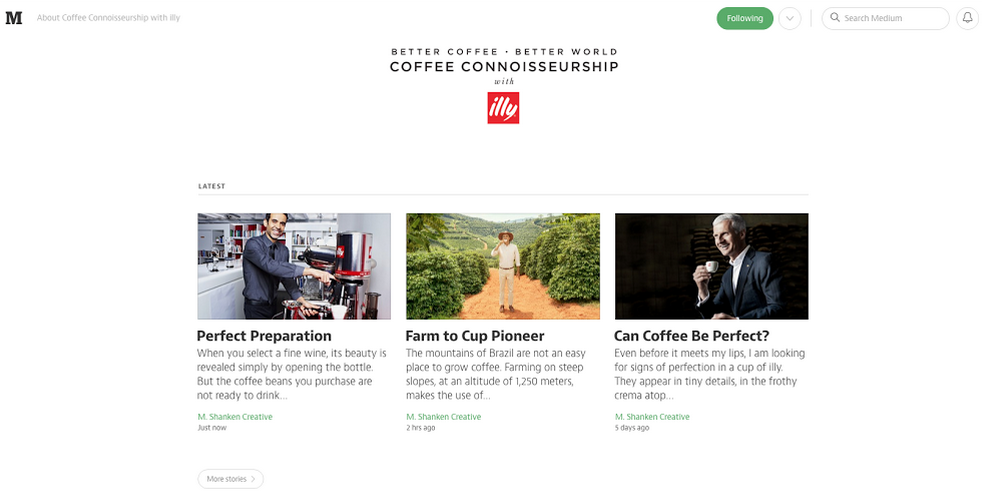 M About Coffee Connoisseurship with illy Following Search Medium
BETTER COFFEE · BETTER WORLD
COFFEE CONNOISSEURSHIP
with
illy
LATEST
Perfect Preparation
When you select a fine wine, its beauty is
revealed simply by opening the bottle.
But the coffee beans you purchase are
not ready to drink...
M. Shanken Creative
Just now
Farm to Cup Pioneer
The mountains of Brazil are not an easy
place to grow coffee. Farming on steep
slopes, at an altitude of 1,250 meters,
makes the use of...
M. Shanken Creative
2 hrs ago
Can Coffee Be Perfect?
Even before it meets my lips, I am looking
for signs of perfection in a cup of illy.
They appear in tiny details, in the frothy
crema atop...
M. Shanken Creative
5 days ago
More stories